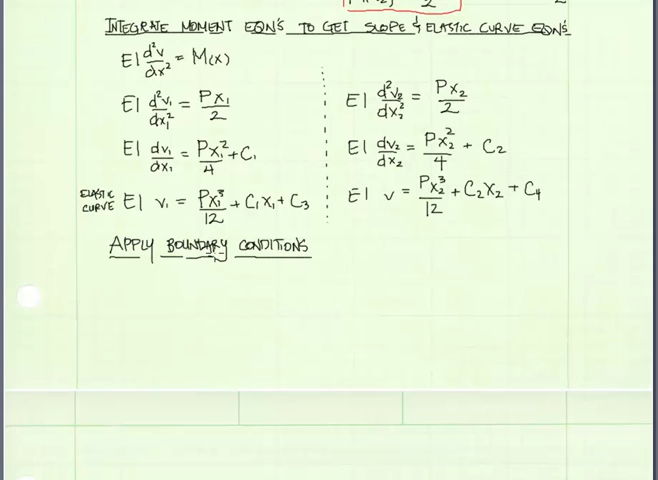 INTEGRATE MOMENT EQN'S TO GET SLOPE & ELASTIC CURVE EQN'S
EI d²v/dx² = M(x)
EI d²v₁/dx₁² = Px₁/2
EI dv₁/dx₁ = Px₁²/4 + C₁
ELASTIC CURVE EI v₁ = Px₁³/12 + C₁x₁ + C₃
EI d²v₂/dx₂² = Px₂/2
EI dv₂/dx₂ = Px₂²/4 + C₂
EI v = Px₂³/12 + C₂x₂ + C₄
APPLY BOUNDARY CONDITIONS